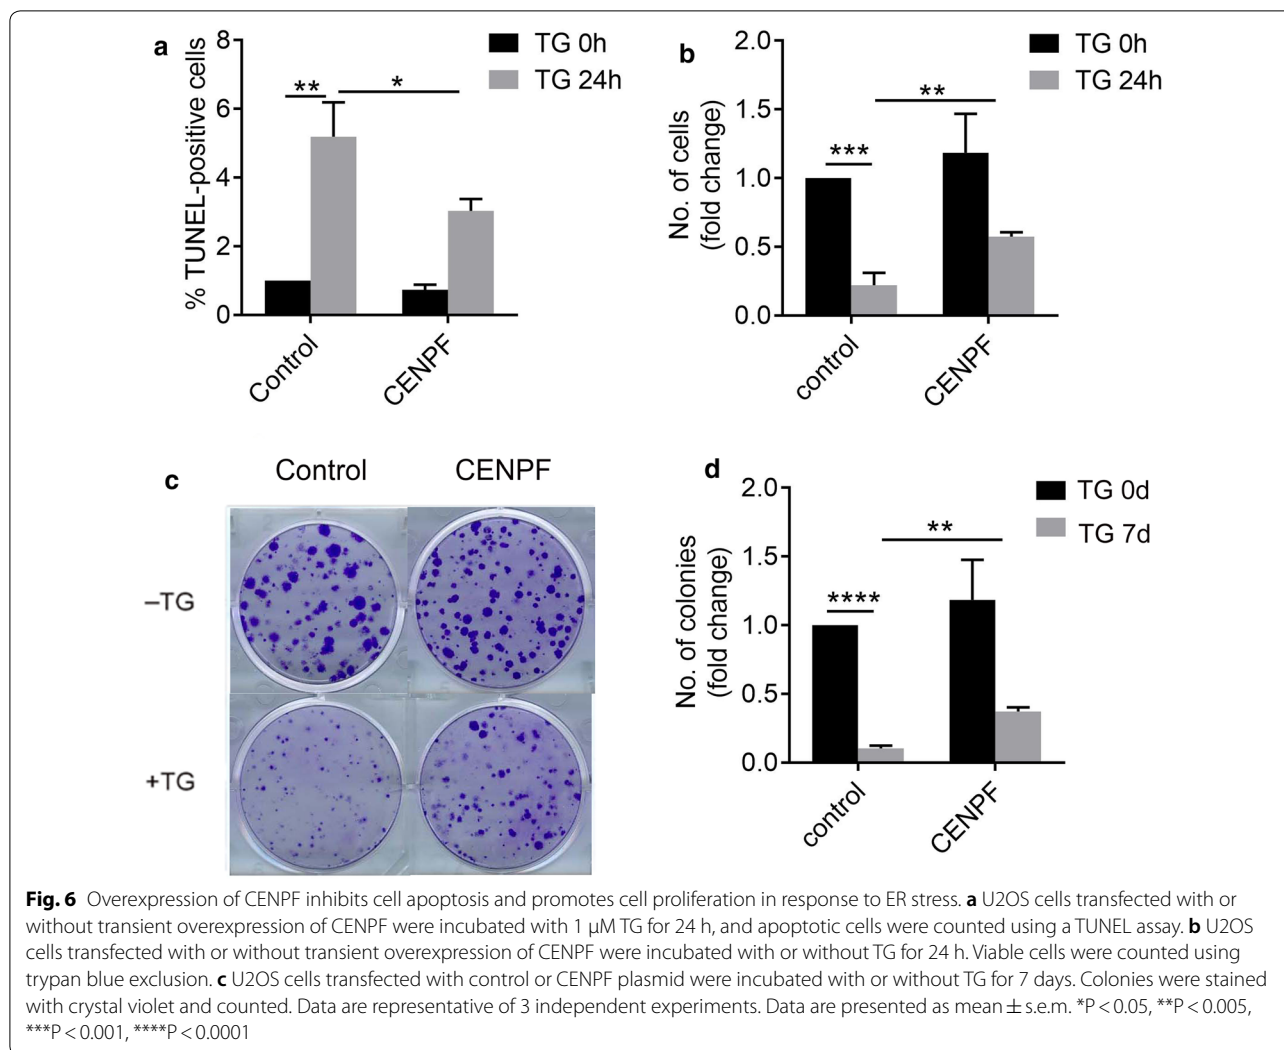 a
% TUNEL-positive cells
8
6
4
2
0
**
*
TG 0h
TG 24h
Control
CENPF
b
No. of cells
(fold change)
2.0
1.5
1.0
0.5
0.0
***
**
TG 0h
TG 24h
control
CENPF
c
Control
CENPF
–TG
+TG
d
No. of colonies
(fold change)
2.0
1.5
1.0
0.5
0.0
****
**
TG 0d
TG 7d
control
CENPF
Fig. 6 Overexpression of CENPF inhibits cell apoptosis and promotes cell proliferation in response to ER stress. a U2OS cells transfected with or
without transient overexpression of CENPF were incubated with 1 µM TG for 24 h, and apoptotic cells were counted using a TUNEL assay. b U2OS
cells transfected with or without transient overexpression of CENPF were incubated with or without TG for 24 h. Viable cells were counted using
trypan blue exclusion. c U2OS cells transfected with control or CENPF plasmid were incubated with or without TG for 7 days. Colonies were stained
with crystal violet and counted. Data are representative of 3 independent experiments. Data are presented as mean ± s.e.m. *P < 0.05, **P < 0.005,
***P < 0.001, ****P < 0.0001